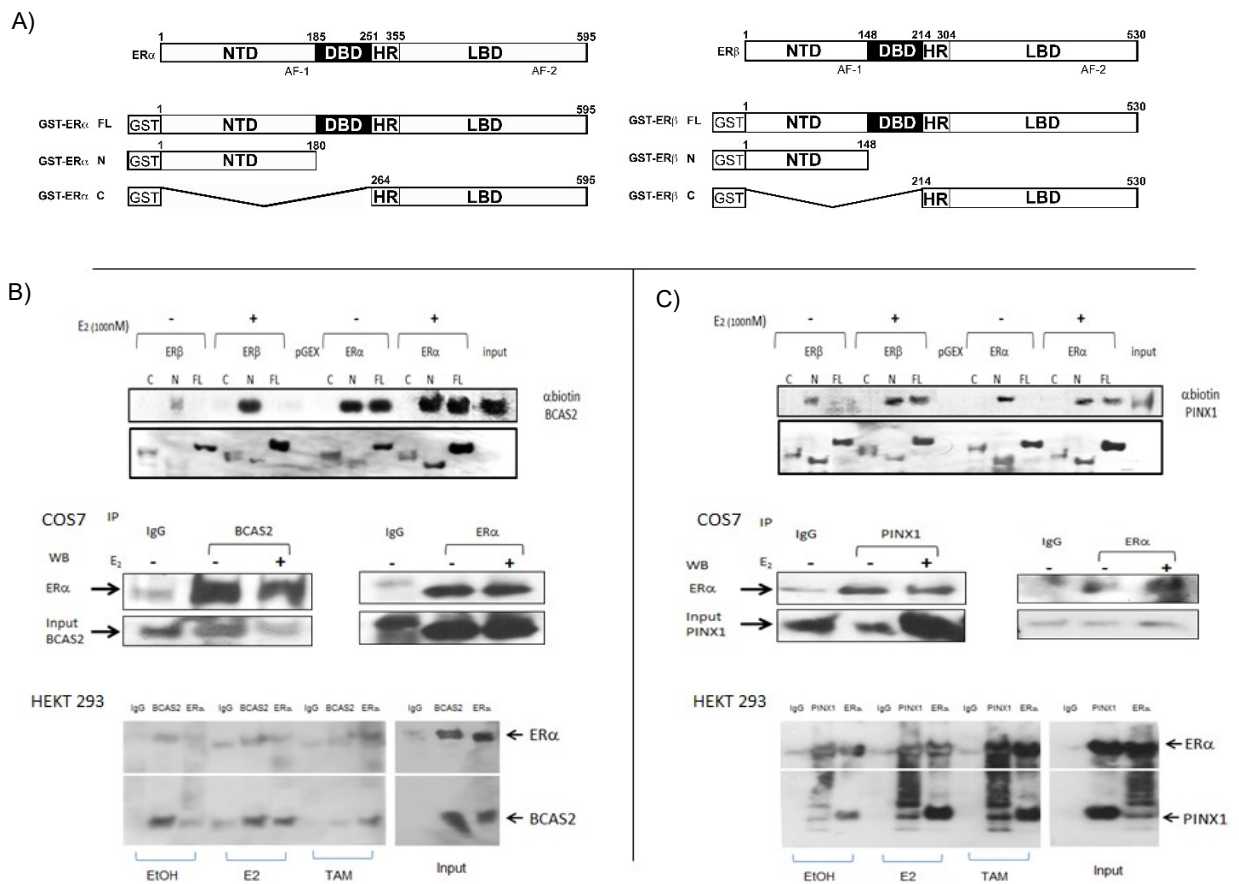 A)
1 185 251 355 595
ERα NTD DBD HR LBD
AF-1 AF-2
1 595
GST-ERα FL GST NTD DBD HR LBD
180
GST-ERα N GST NTD
264 595
GST-ERα C GST HR LBD
1 148 214 304 530
ERβ NTD DBD HR LBD
AF-1 AF-2
1 530
GST-ERβ FL GST NTD DBD HR LBD
148
GST-ERβ N GST NTD
214 530
GST-ERβ C GST HR LBD
B)
E2 (100nM) - + - +
ERβ ERβ pGEX ERα ERα input
C N FL C N FL C N FL C N FL
αbiotin
BCAS2
COS7 IP IgG BCAS2 IgG ERα
WB E2 - - + - - +
ERα
Input
BCAS2
HEKT 293
IgG BCAS2 ERα IgG BCAS2 ERα IgG BCAS2 ERα IgG BCAS2 ERα
ERα
BCAS2
EtOH E2 TAM Input
C)
E2 (100nM) - + - +
ERβ ERβ pGEX ERα ERα input
C N FL C N FL C N FL C N FL
αbiotin
PINX1
COS7 IP IgG PINX1 IgG ERα
WB E2 - - + - - +
ERα
Input
PINX1
HEKT 293
IgG PINX1 ERα IgG PINX1 ERα IgG PINX1 ERα IgG PINX1 ERα
ERα
PINX1
EtOH E2 TAM Input